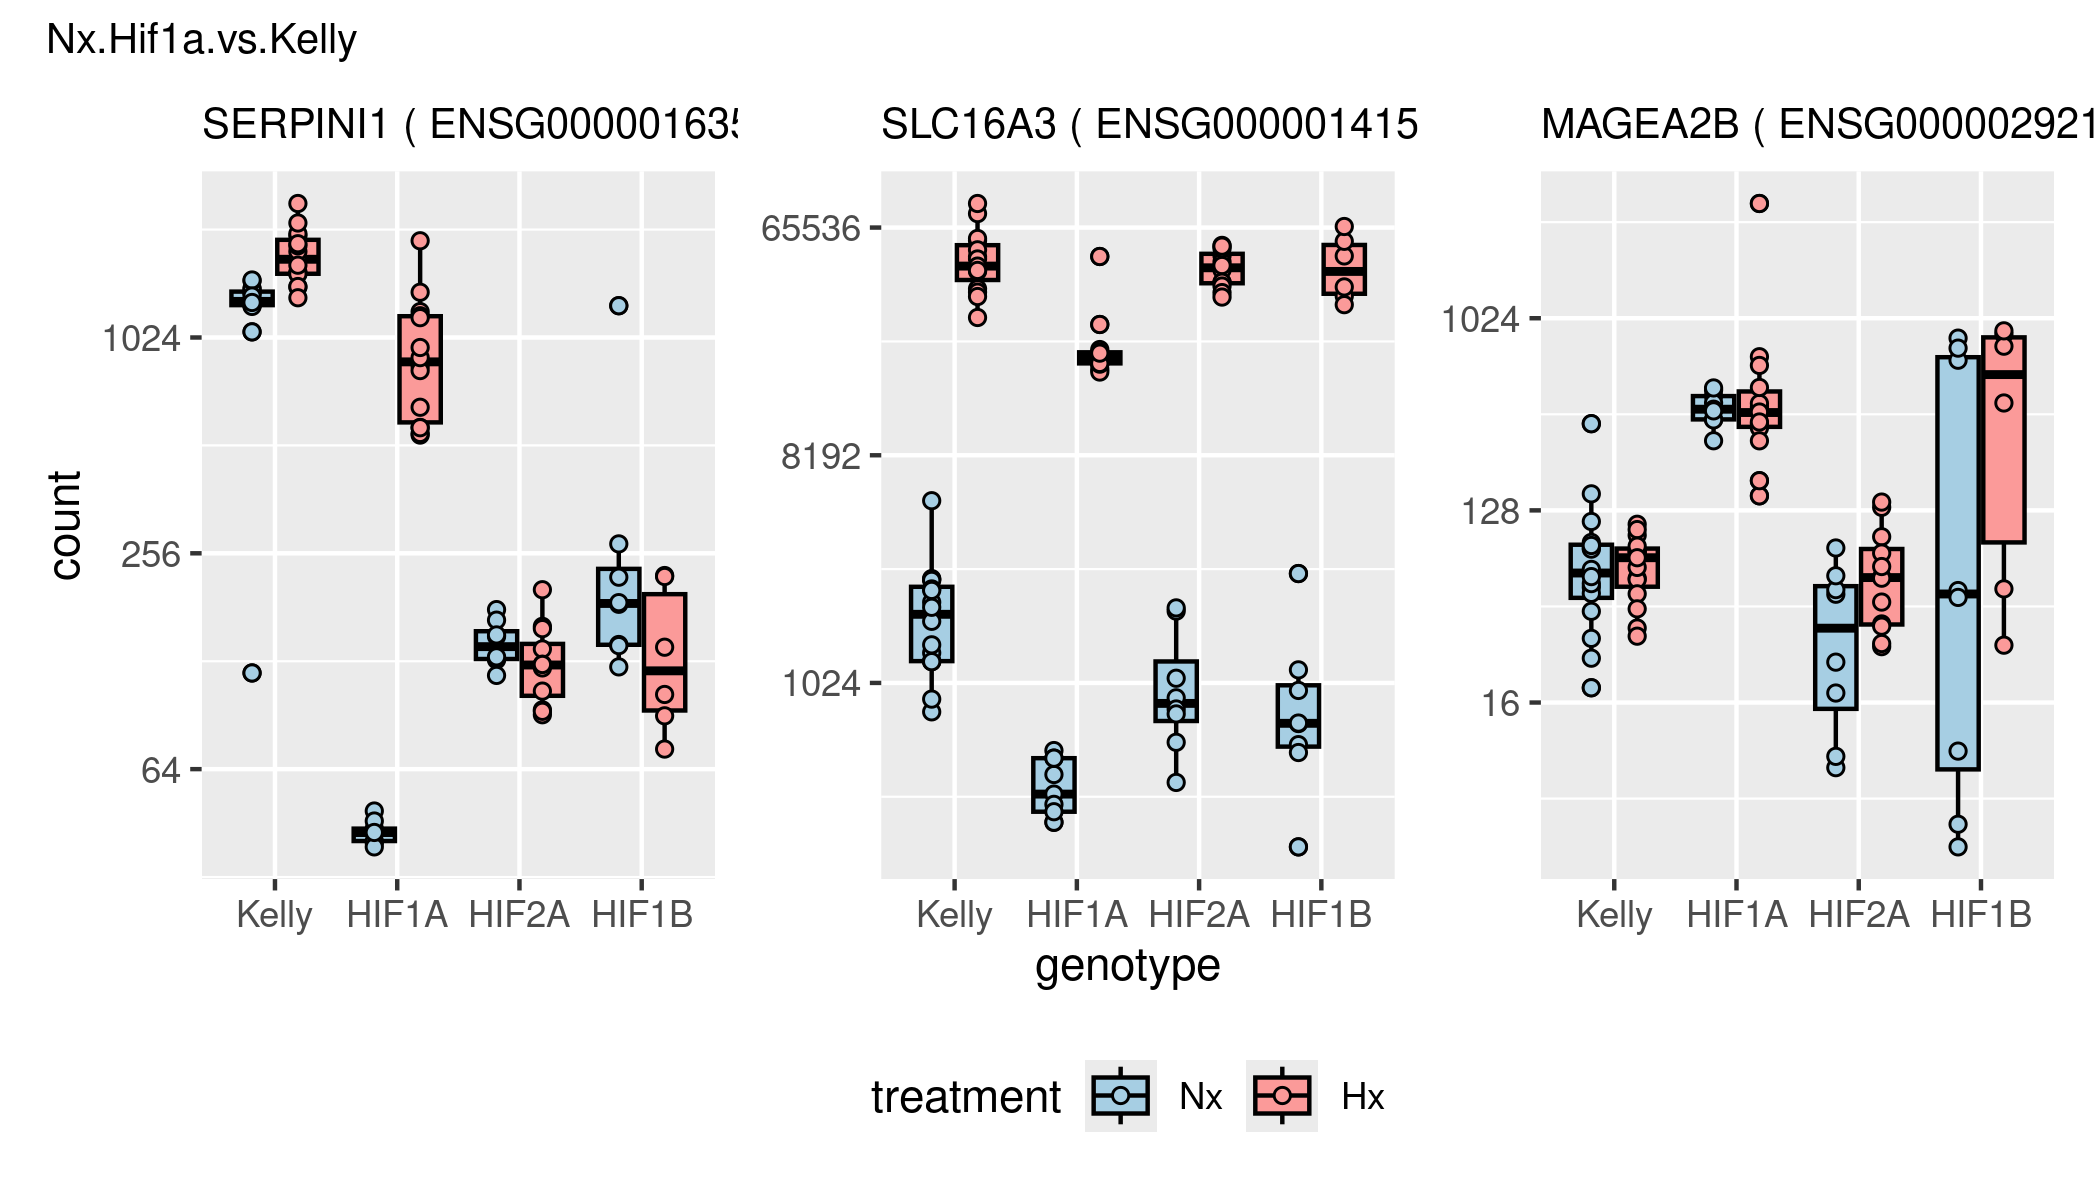 Nx.Hif1a.vs.Kelly
SERPINI1 ( ENSG00000163
SLC16A3 ( ENSG000001415
MAGEA2B ( ENSG000002921
count
1024
256
64
Kelly HIF1A HIF2A HIF1B
65536
8192
1024
Kelly HIF1A HIF2A HIF1B
1024
128
16
Kelly HIF1A HIF2A HIF1B
genotype
treatment Nx Hx